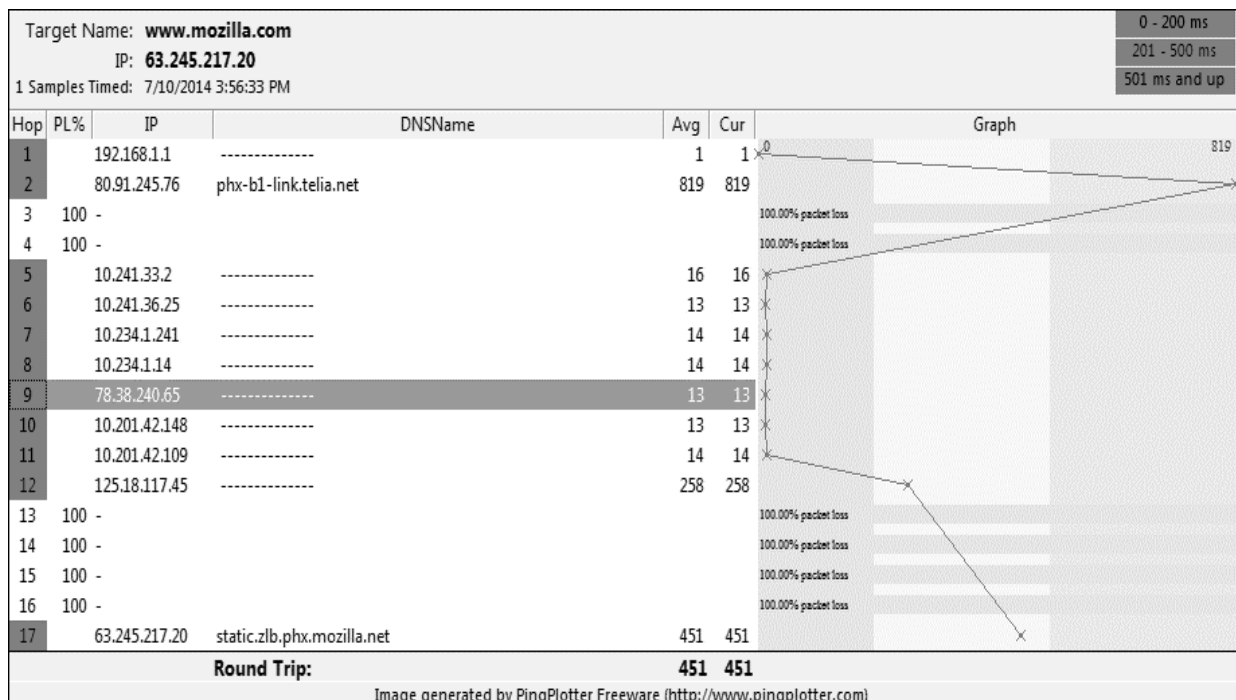 Target Name: www.mozilla.com
IP: 63.245.217.20
1 Samples Timed: 7/10/2014 3:56:33 PM
0 - 200 ms
201 - 500 ms
501 ms and up
Hop PL% IP DNSName Avg Cur Graph
0 819
1 192.168.1.1 -------------- 1 1
2 80.91.245.76 phx-b1-link.telia.net 819 819
3 100 - 100.00% packet loss
4 100 - 100.00% packet loss
5 10.241.33.2 -------------- 16 16
6 10.241.36.25 -------------- 13 13
7 10.234.1.241 -------------- 14 14
8 10.234.1.14 -------------- 14 14
9 78.38.240.65 -------------- 13 13
10 10.201.42.148 -------------- 13 13
11 10.201.42.109 -------------- 14 14
12 125.18.117.45 -------------- 258 258
13 100 - 100.00% packet loss
14 100 - 100.00% packet loss
15 100 - 100.00% packet loss
16 100 - 100.00% packet loss
17 63.245.217.20 static.zlb.phx.mozilla.net 451 451
Round Trip: 451 451
Image generated by PingPlotter Freeware (http://www.pingplotter.com)